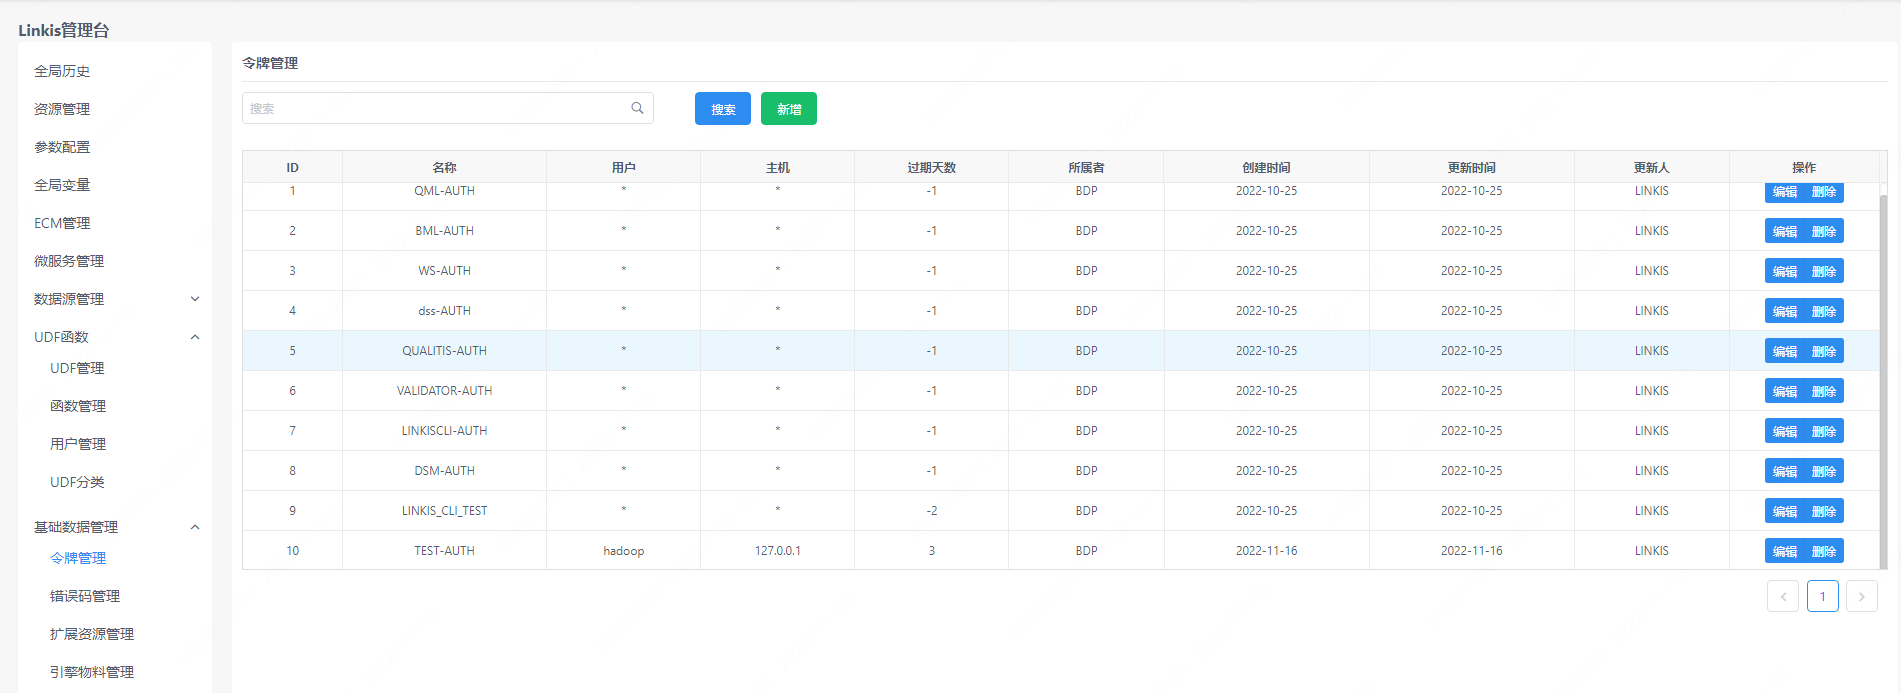 Linkis管理台
全局历史
资源管理
参数配置
全局变量
ECM管理
微服务管理
数据源管理
UDF函数
UDF管理
函数管理
用户管理
UDF分类
基础数据管理
令牌管理
错误码管理
扩展资源管理
引擎物料管理
令牌管理
搜索 搜索 新增
ID 名称 用户 主机 过期天数 所属者 创建时间 更新时间 更新人 操作
1 QML-AUTH * * -1 BDP 2022-10-25 2022-10-25 LINKIS 编辑 删除
2 BML-AUTH * * -1 BDP 2022-10-25 2022-10-25 LINKIS 编辑 删除
3 WS-AUTH * * -1 BDP 2022-10-25 2022-10-25 LINKIS 编辑 删除
4 dss-AUTH * * -1 BDP 2022-10-25 2022-10-25 LINKIS 编辑 删除
5 QUALITIS-AUTH * * -1 BDP 2022-10-25 2022-10-25 LINKIS 编辑 删除
6 VALIDATOR-AUTH * * -1 BDP 2022-10-25 2022-10-25 LINKIS 编辑 删除
7 LINKISCLI-AUTH * * -1 BDP 2022-10-25 2022-10-25 LINKIS 编辑 删除
8 DSM-AUTH * * -1 BDP 2022-10-25 2022-10-25 LINKIS 编辑 删除
9 LINKIS_CLI_TEST * * -2 BDP 2022-10-25 2022-10-25 LINKIS 编辑 删除
10 TEST-AUTH hadoop 127.0.0.1 3 BDP 2022-11-16 2022-11-16 LINKIS 编辑 删除
1